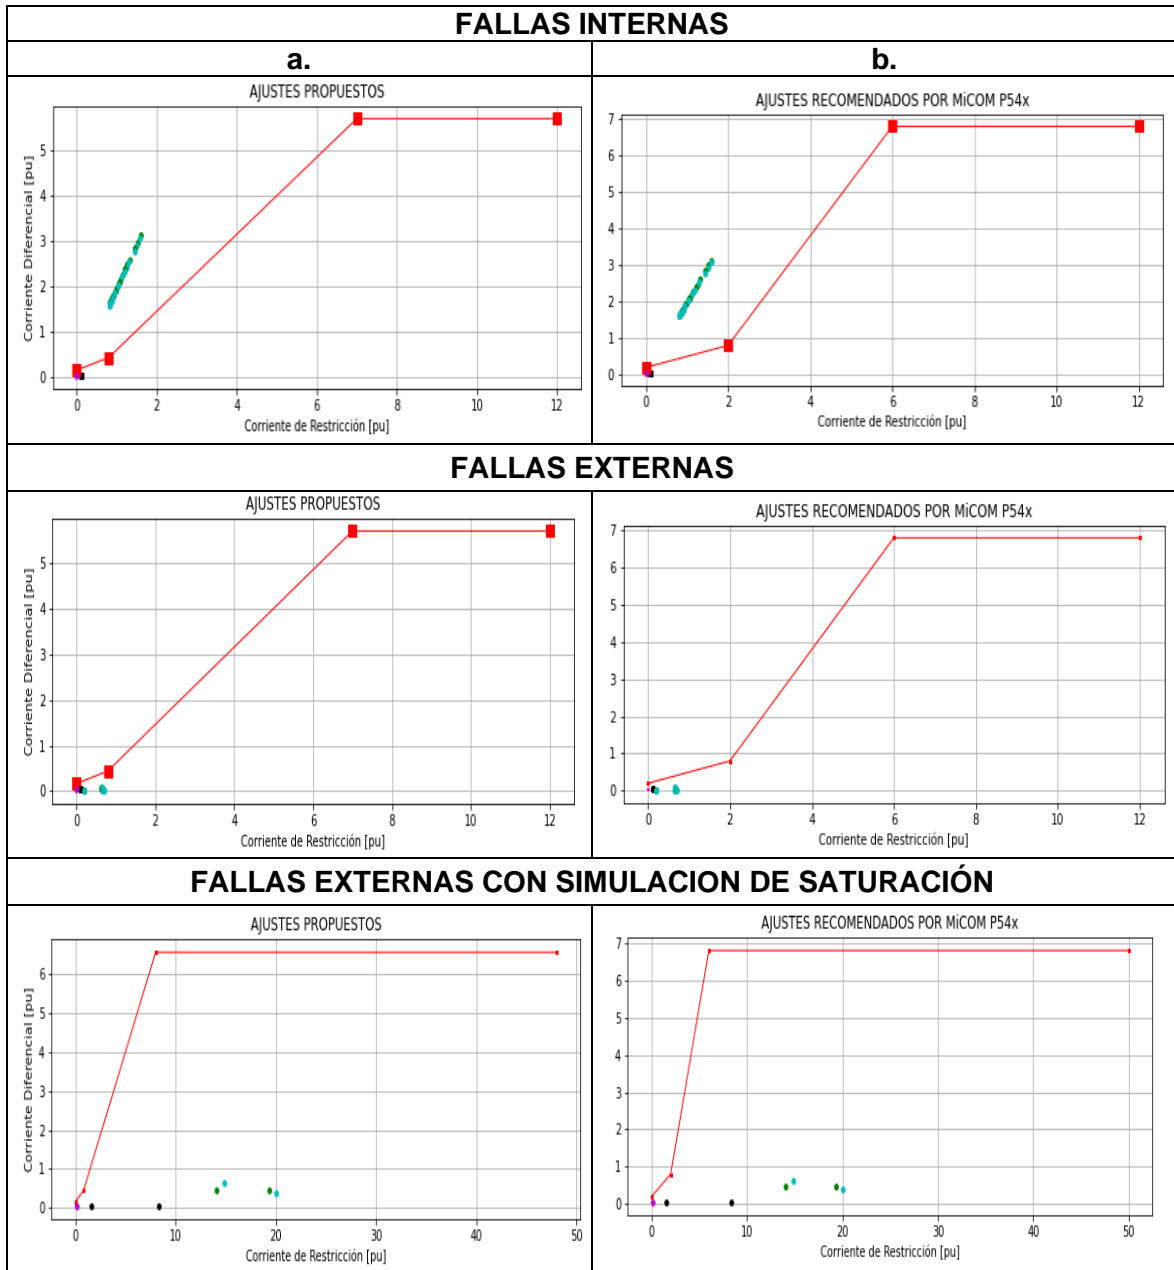 FALLAS INTERNAS
a.
b.
AJUSTES PROPUESTOS
Corriente Diferencial [pu]
5
4
3
2
1
0
0 2 4 6 8 10 12
Corriente de Restricción [pu]
AJUSTES RECOMENDADOS POR MiCOM P54x
7
6
5
4
3
2
1
0
0 2 4 6 8 10 12
Corriente de Restricción [pu]
FALLAS EXTERNAS
AJUSTES PROPUESTOS
Corriente Diferencial [pu]
5
4
3
2
1
0
0 2 4 6 8 10 12
Corriente de Restricción [pu]
AJUSTES RECOMENDADOS POR MiCOM P54x
7
6
5
4
3
2
1
0
0 2 4 6 8 10 12
Corriente de Restricción [pu]
FALLAS EXTERNAS CON SIMULACION DE SATURACIÓN
AJUSTES PROPUESTOS
Corriente Diferencial [pu]
6
5
4
3
2
1
0
0 10 20 30 40 50
Corriente de Restricción [pu]
AJUSTES RECOMENDADOS POR MiCOM P54x
7
6
5
4
3
2
1
0
0 10 20 30 40 50
Corriente de Restricción [pu]